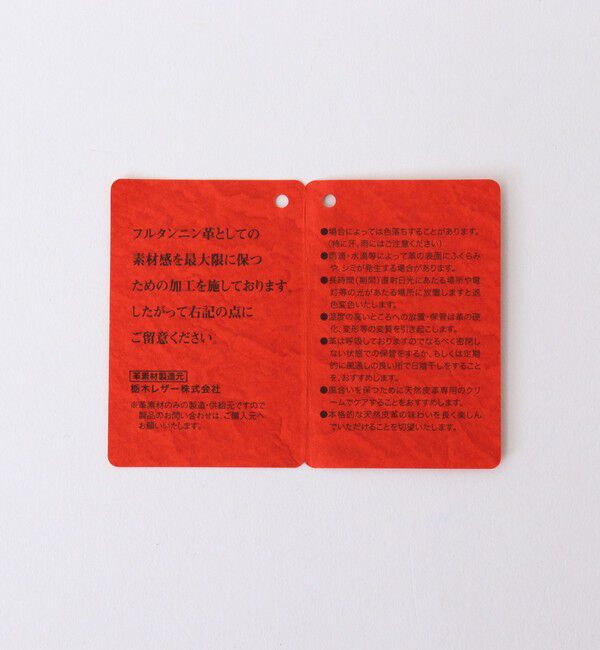 フルタンニン革としての
素材感を最大限に保つ
ための加工を施しております。
したがって右記の点に
ご留意ください。
革素材製造元
栃木レザー株式会社
※革素材のみの製造・供給元ですので
製品のお問い合わせは、ご購入元へ
お願いいたします。
●場合によっては色落ちすることがあります。
(特に汗、雨にはご注意ください)
●雨滴・水滴等によって革の表面にふくらみ
や、シミが発生する場合があります。
●長時間(期間)直射日光にあたる場所や電
灯等の光があたる場所に放置しますと退
色変色いたします。
●温度の高いところへの放置・保管は革の硬
化、変形等の変質を引き起こします。
●革は呼吸しておりますのでなるべく密閉し
ない状態での保管をするか、もしくは定期
的に風通しの良い所で日陰干しをすること
を、おすすめします。
●風合いを保つために天然皮革専用のクリ
ームでケアすることをおすすめします。
●本格的な天然皮革の味わいを長く楽しん
でいただけることを切望いたします。